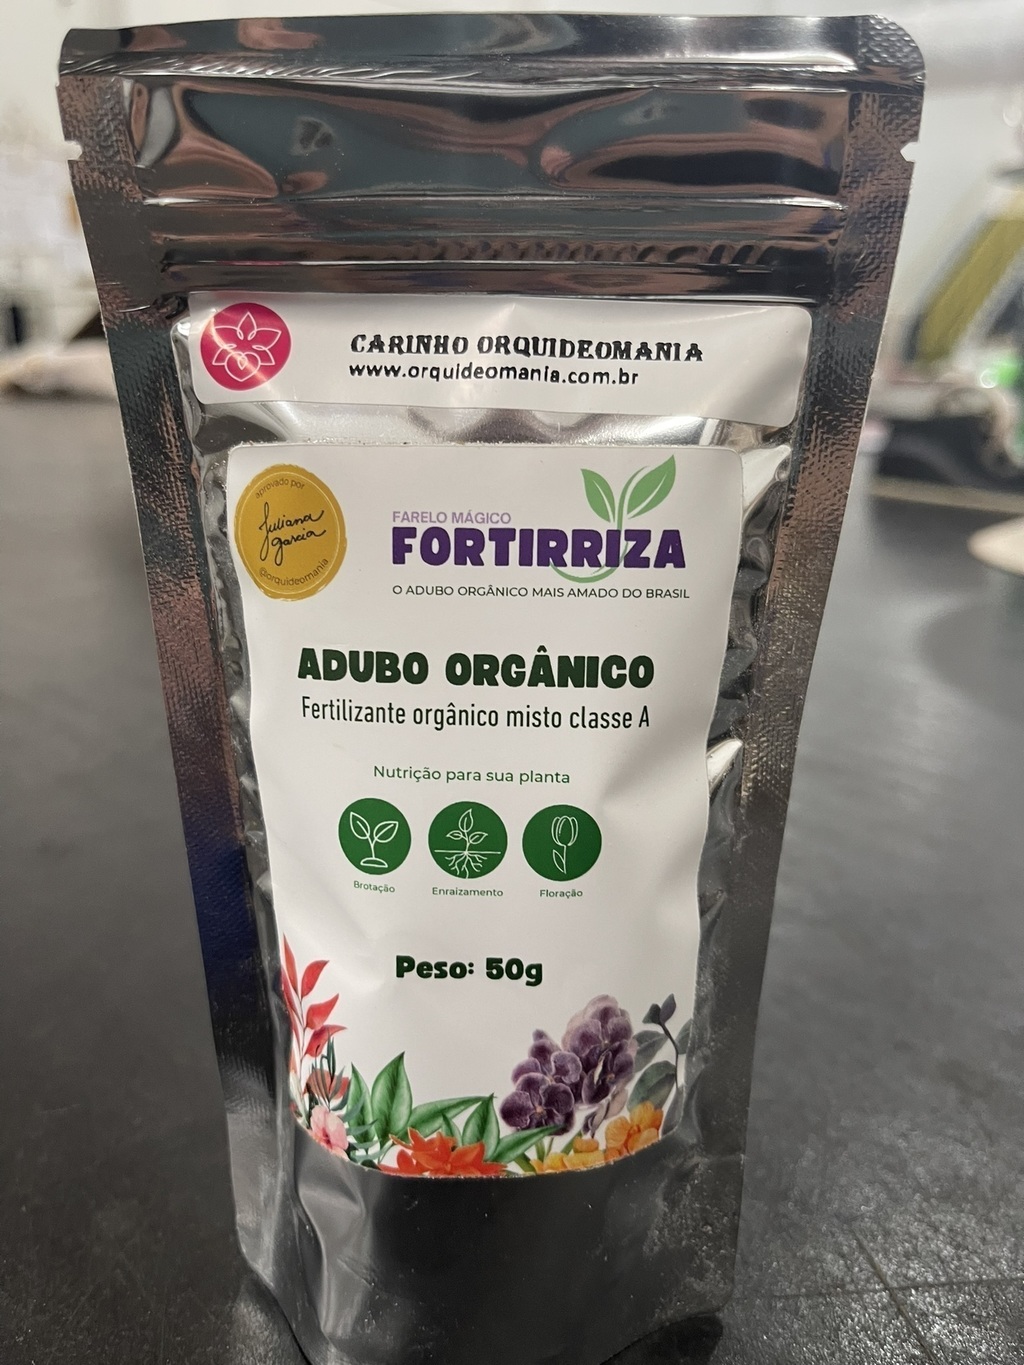 CARINHO ORQUIDEOMANIA
www.orquideomania.com.br
aprovado por
Juliana
garcia
@orquideomania
FARELO MÁGICO
FORTIRRIZA
O ADUBO ORGÂNICO MAIS AMADO DO BRASIL
ADUBO ORGÂNICO
Fertilizante orgânico misto classe A
Nutrição para sua planta
Brotação Enraizamento Floração
Peso: 50g